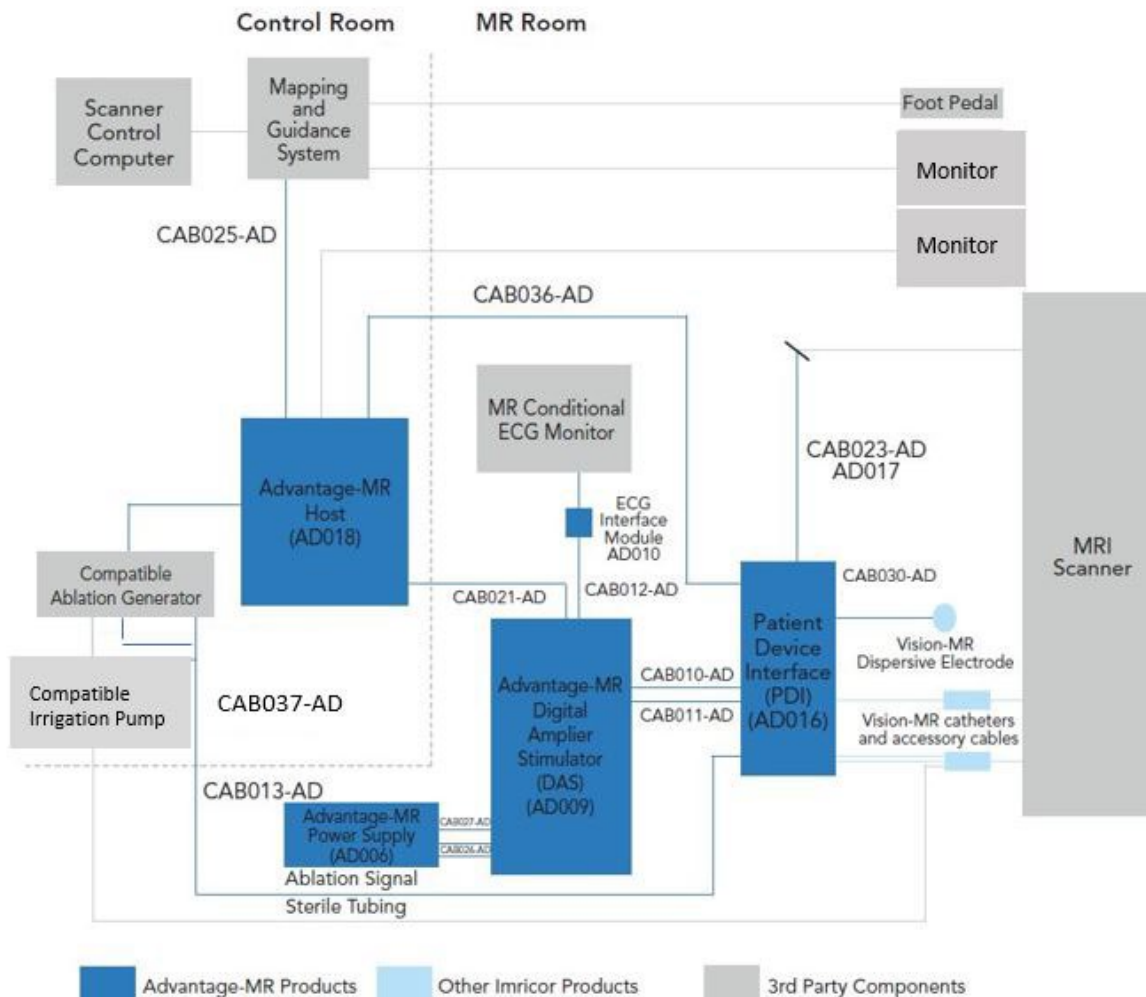 Control Room
MR Room
Scanner
Control
Computer
Mapping
and
Guidance
System
Foot Pedal
Monitor
Monitor
CAB025-AD
CAB036-AD
MR Conditional
ECG Monitor
CAB023-AD
AD017
Advantage-MR
Host
(AD018)
ECG
Interface
Module
AD010
MRI
Scanner
Compatible
Ablation Generator
CAB021-AD
CAB012-AD
CAB030-AD
Patient
Device
Interface
(PDI)
(AD016)
Vision-MR
Dispersive Electrode
Compatible
Irrigation Pump
CAB037-AD
Advantage-MR
Digital
Amplier
Stimulator
(DAS)
(AD009)
CAB010-AD
CAB011-AD
Vision-MR catheters
and accessory cables
CAB013-AD
Advantage-MR
Power Supply
(AD006)
CAB027-AD
CAB026-AD
Ablation Signal
Sterile Tubing
Advantage-MR Products
Other Imricor Products
3rd Party Components